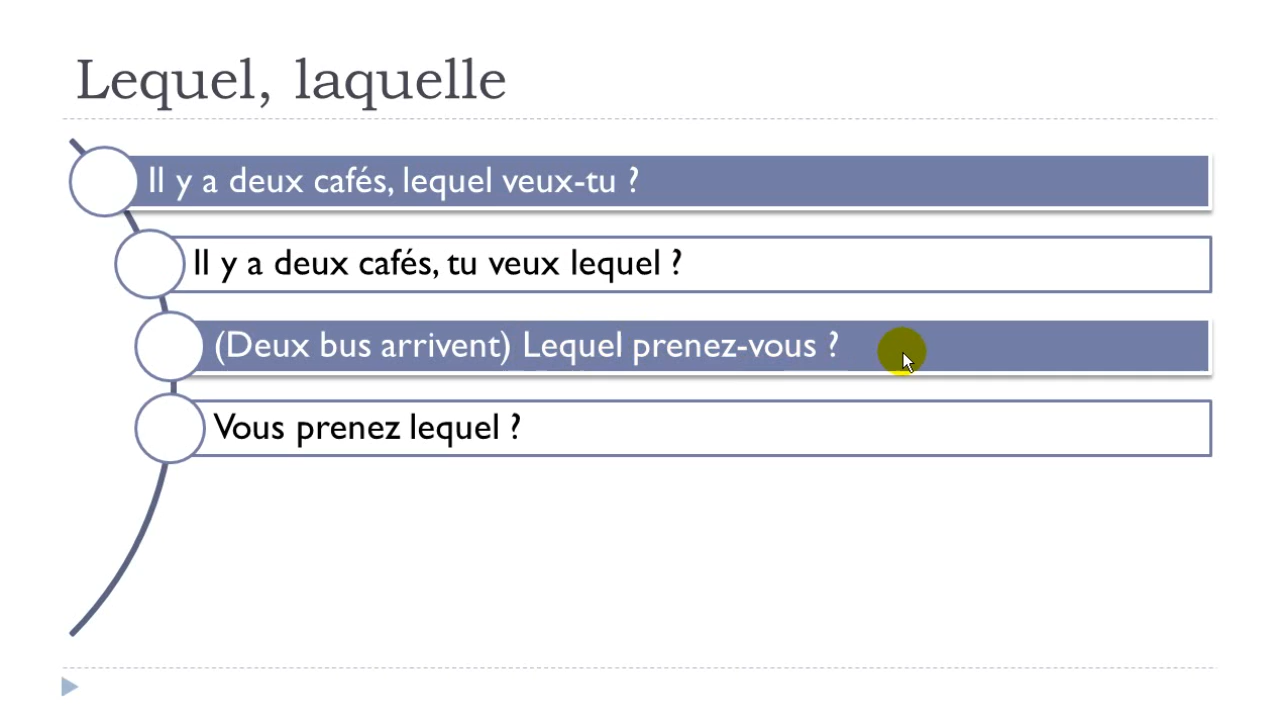 Lequel, laquelle
Il y a deux cafés, lequel veux-tu ?
Il y a deux cafés, tu veux lequel ?
(Deux bus arrivent) Lequel prenez-vous ?
Vous prenez lequel ?